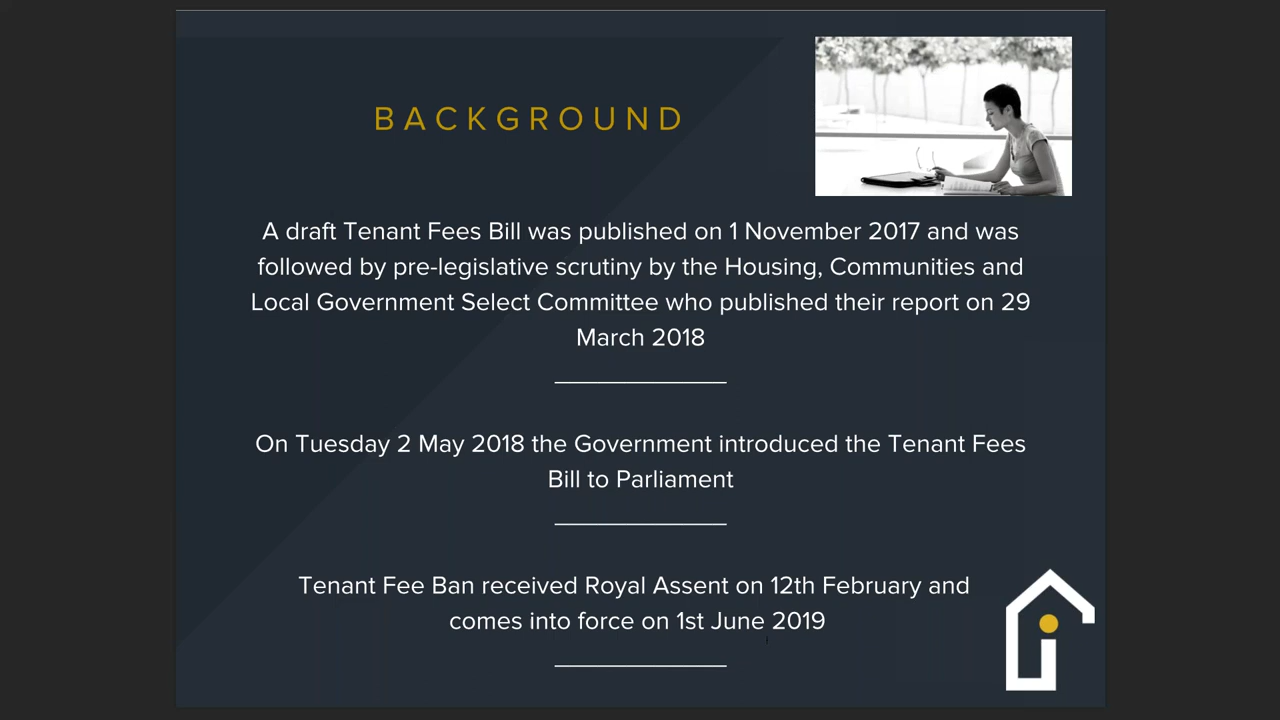 BACKGROUND
A draft Tenant Fees Bill was published on 1 November 2017 and was
followed by pre-legislative scrutiny by the Housing, Communities and
Local Government Select Committee who published their report on 29
March 2018
On Tuesday 2 May 2018 the Government introduced the Tenant Fees
Bill to Parliament
Tenant Fee Ban received Royal Assent on 12th February and
comes into force on 1st June 2019